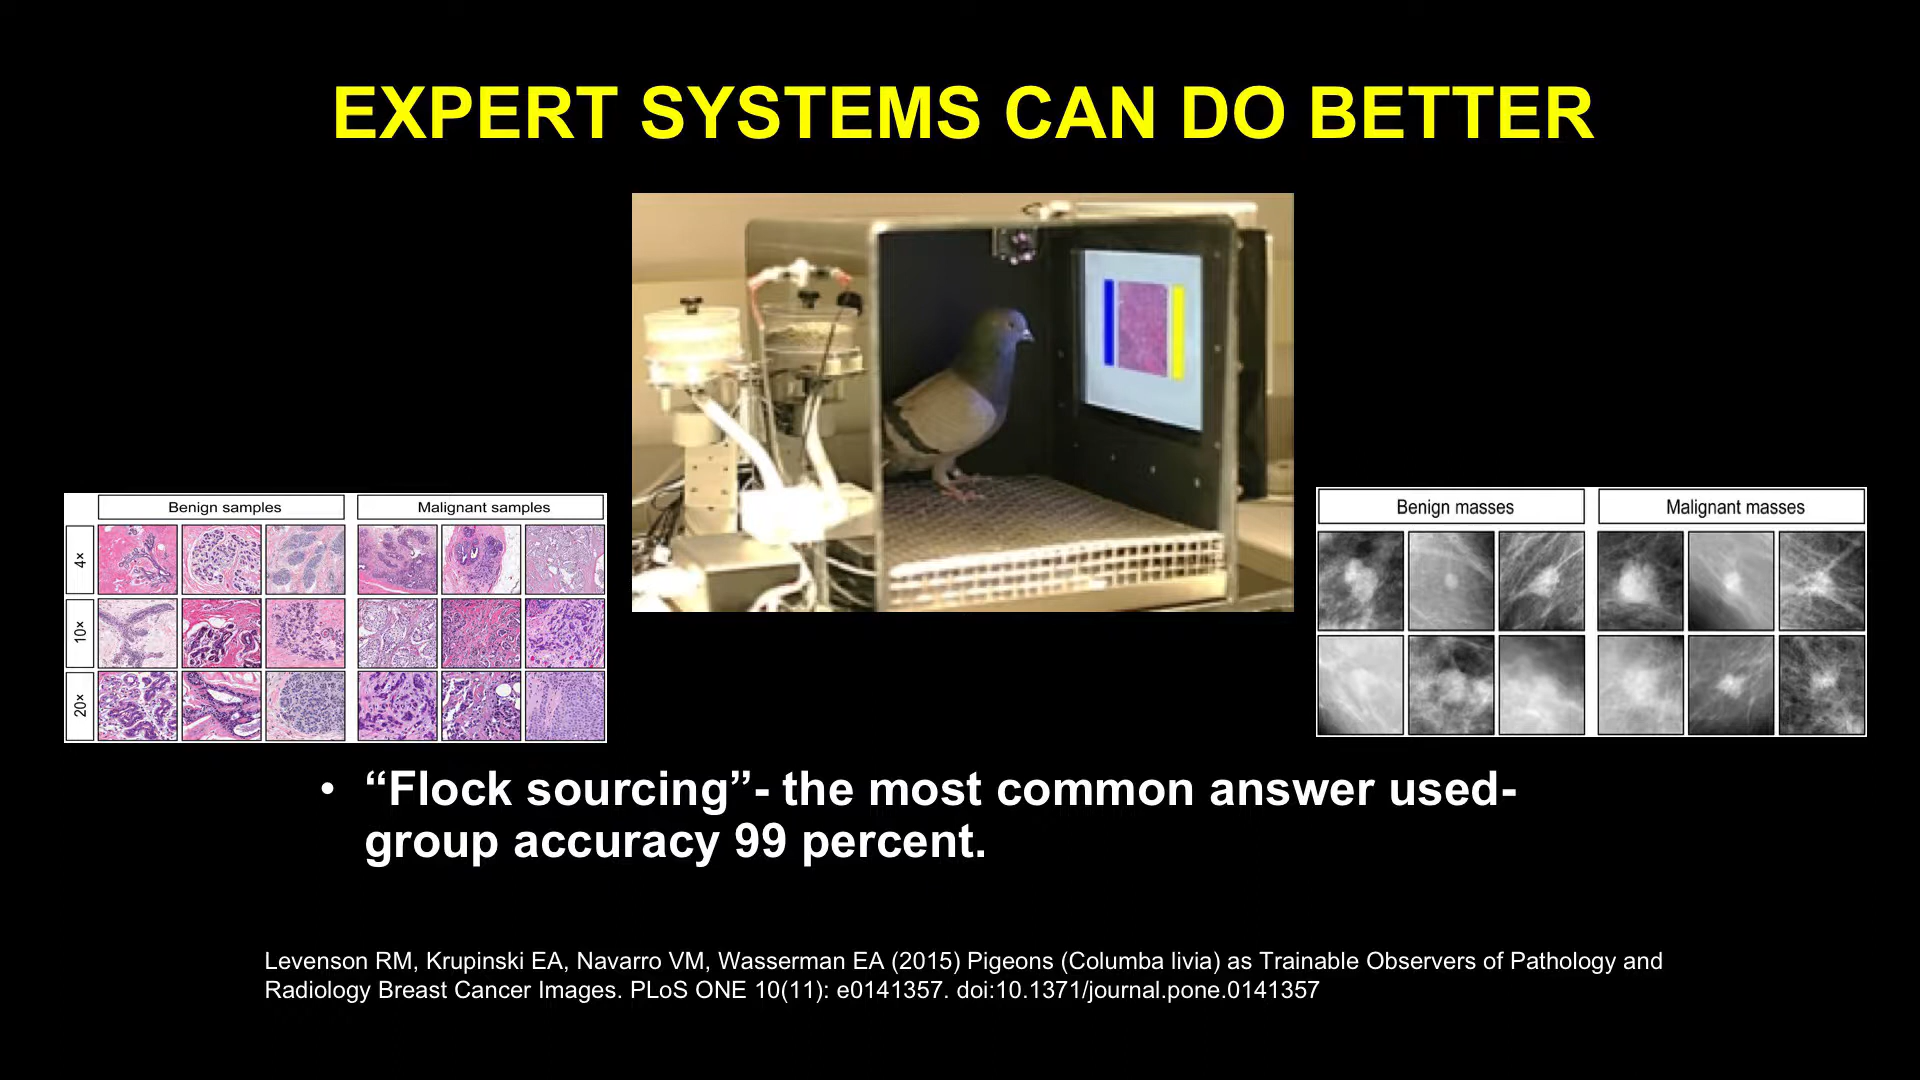 EXPERT SYSTEMS CAN DO BETTER
Benign samples
Malignant samples
4×
10×
20×
Benign masses
Malignant masses
• “Flock sourcing”- the most common answer used-
group accuracy 99 percent.
Levenson RM, Krupinski EA, Navarro VM, Wasserman EA (2015) Pigeons (Columba livia) as Trainable Observers of Pathology and
Radiology Breast Cancer Images. PLoS ONE 10(11): e0141357. doi:10.1371/journal.pone.0141357